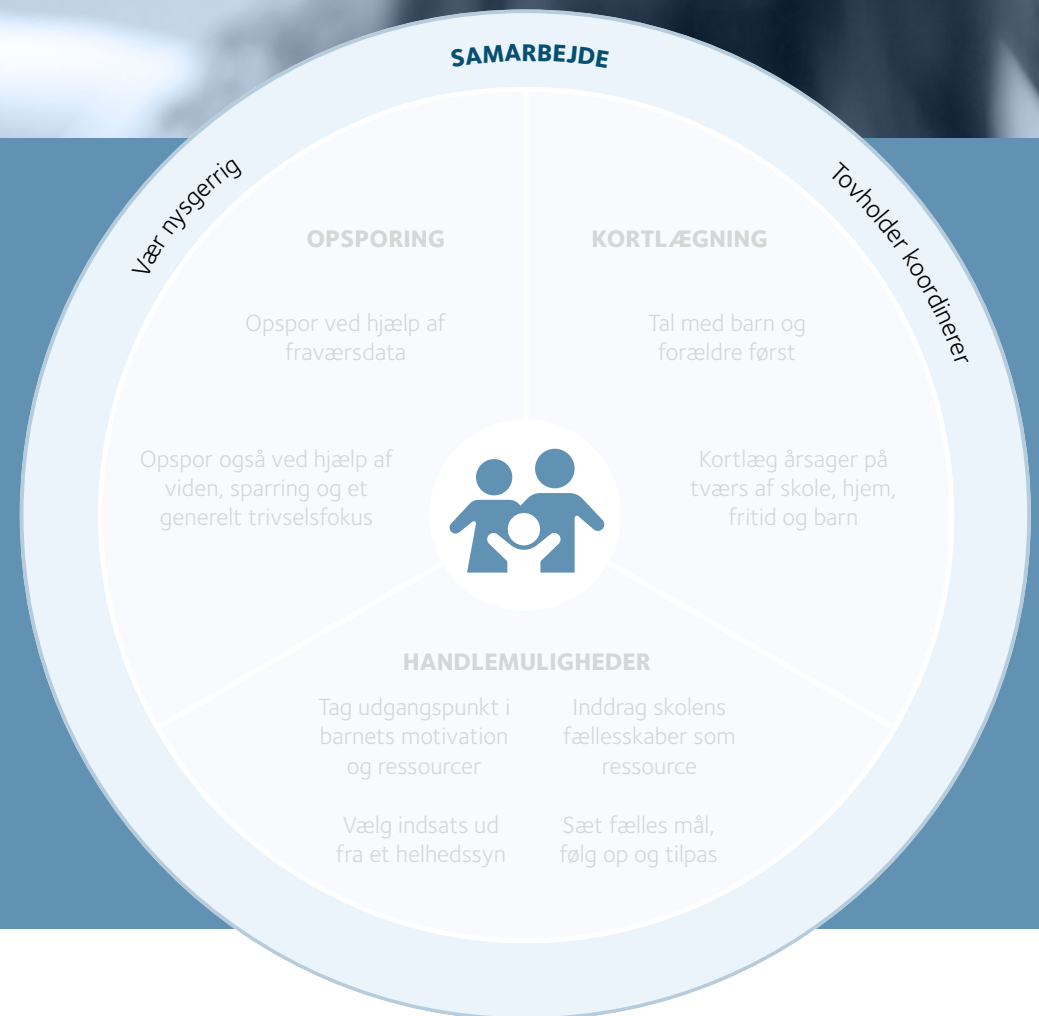 SAMARBEJDE
Vær nysgerrig
Tovholder koordinerer
OPSPORING
Opspor ved hjælp af
fraværsdata
Opspor også ved hjælp af
viden, sparring og et
generelt trivselsfokus
KORTLÆGNING
Tal med barn og
forældre først
Kortlæg årsager på
tværs af skole, hjem,
fritid og barn
HANDLEMULIGHEDER
Tag udgangspunkt i
barnets motivation
og ressourcer
Inddrag skolens
fællesskaber som
ressource
Vælg indsats ud
fra et helhedssyn
Sæt fælles mål,
følg op og tilpas